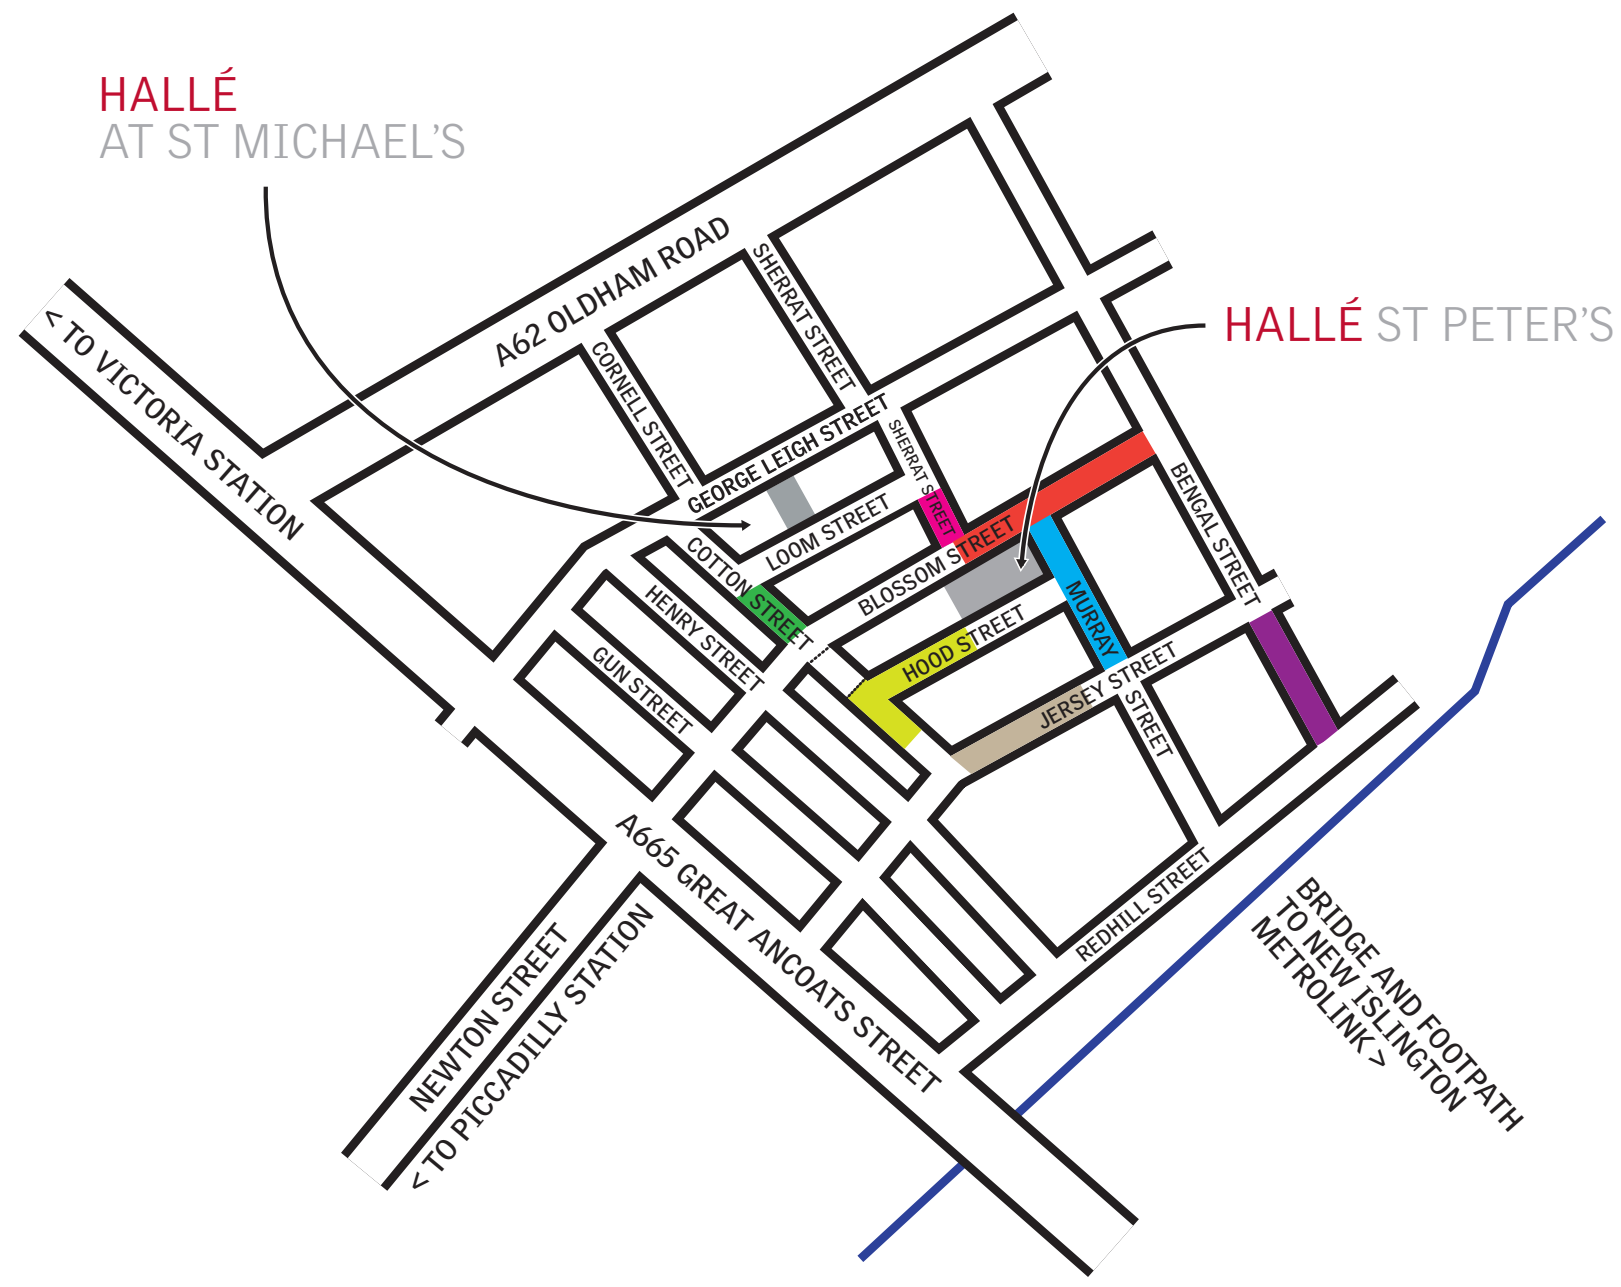 HALLÉ
AT ST MICHAEL'S
HALLÉ ST PETER'S
A62 OLDHAM ROAD
< TO VICTORIA STATION
SHERRAT STREET
CORNELL STREET
GEORGE LEIGH STREET
SHERRAT STREET
LOOM STREET
BLOSSOM STREET
BENGAL STREET
COTTON STREET
HENRY STREET
GUN STREET
HOOD STREET
MURRAY
STREET
JERSEY STREET
REDHILL STREET
A665 GREAT ANCOATS STREET
NEWTON STREET
< TO PICCADILLY STATION
BRIDGE AND FOOTPATH
TO NEW ISLINGTON
METROLINK >